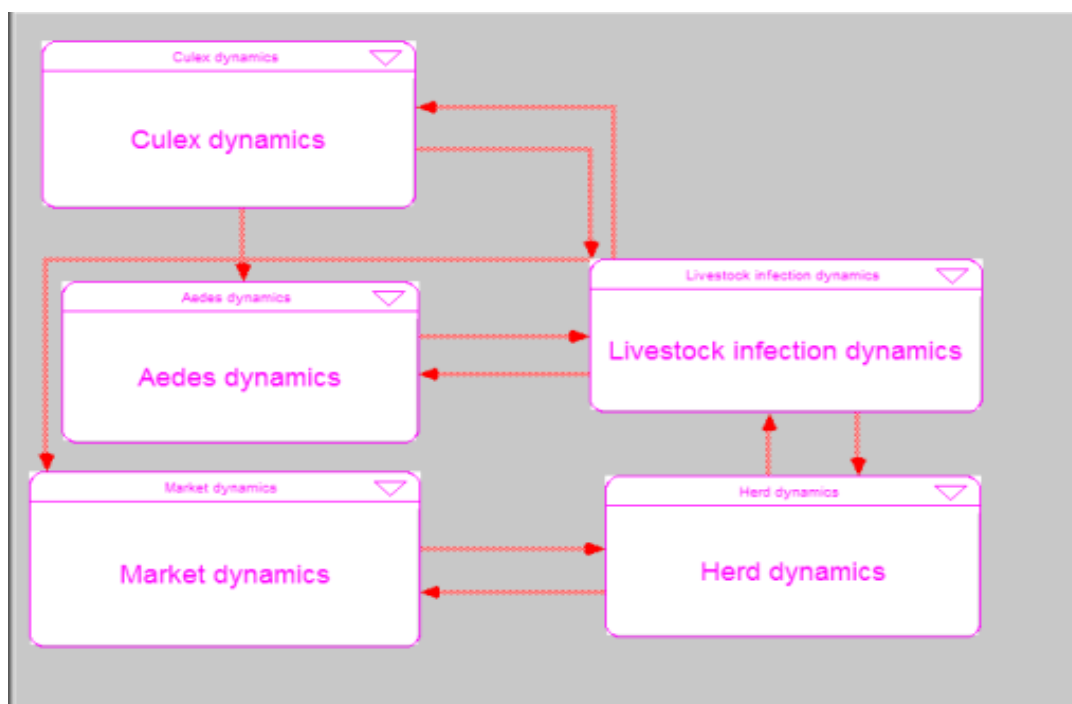 Culex dynamics
Culex dynamics
Aedes dynamics
Aedes dynamics
Livestock infection dynamics
Livestock infection dynamics
Market dynamics
Market dynamics
Herd dynamics
Herd dynamics